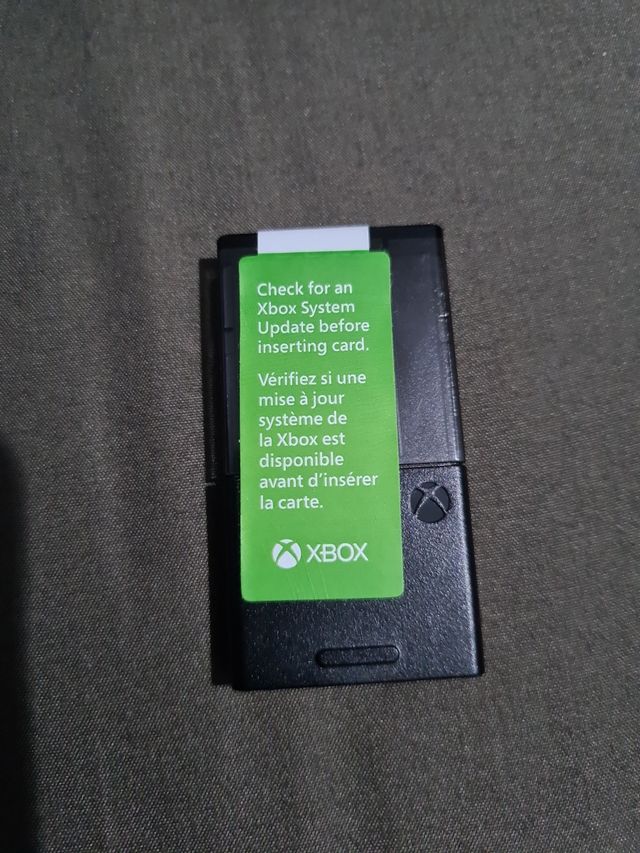 Check for an
Xbox System
Update before
inserting card.
Vérifiez si une
mise à jour
système de
la Xbox est
disponible
avant d'insérer
la carte.
XBOX